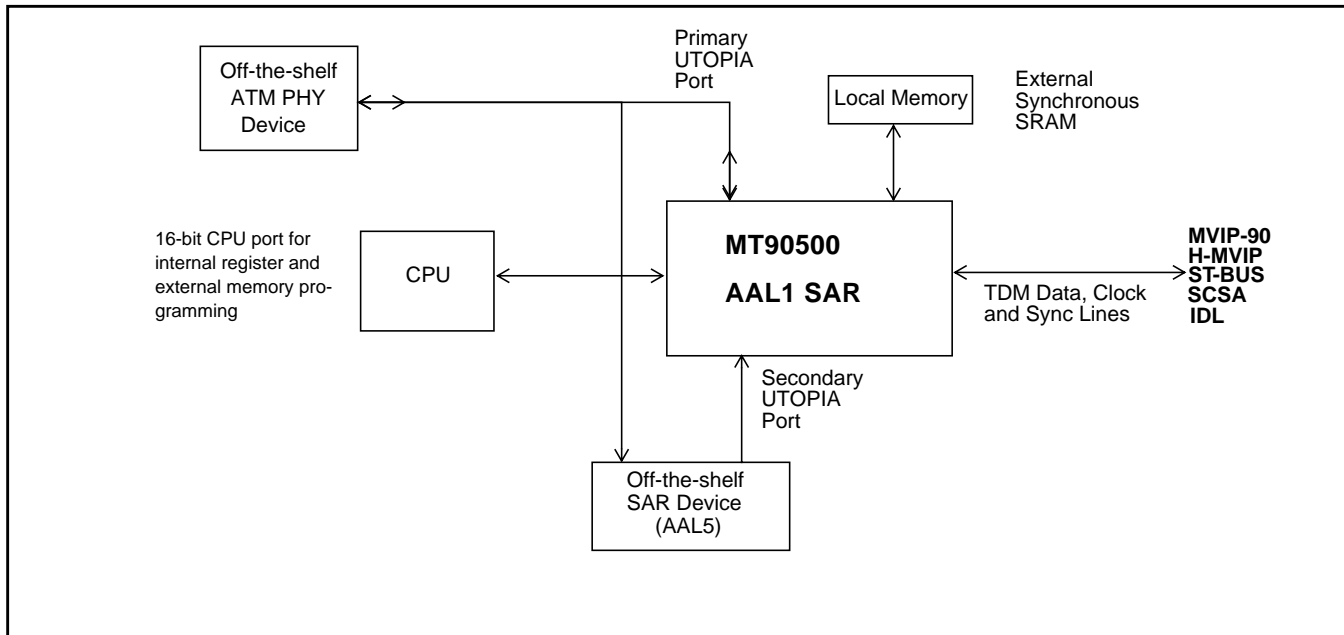 Off-the-shelf
ATM PHY
Device
Primary
UTOPIA
Port
Local Memory
External
Synchronous
SRAM
16-bit CPU port for
internal register and
external memory pro-
gramming
CPU
MT90500
AAL1 SAR
TDM Data, Clock
and Sync Lines
MVIP-90
H-MVIP
ST-BUS
SCSA
IDL
Secondary
UTOPIA
Port
Off-the-shelf
SAR Device
(AAL5)